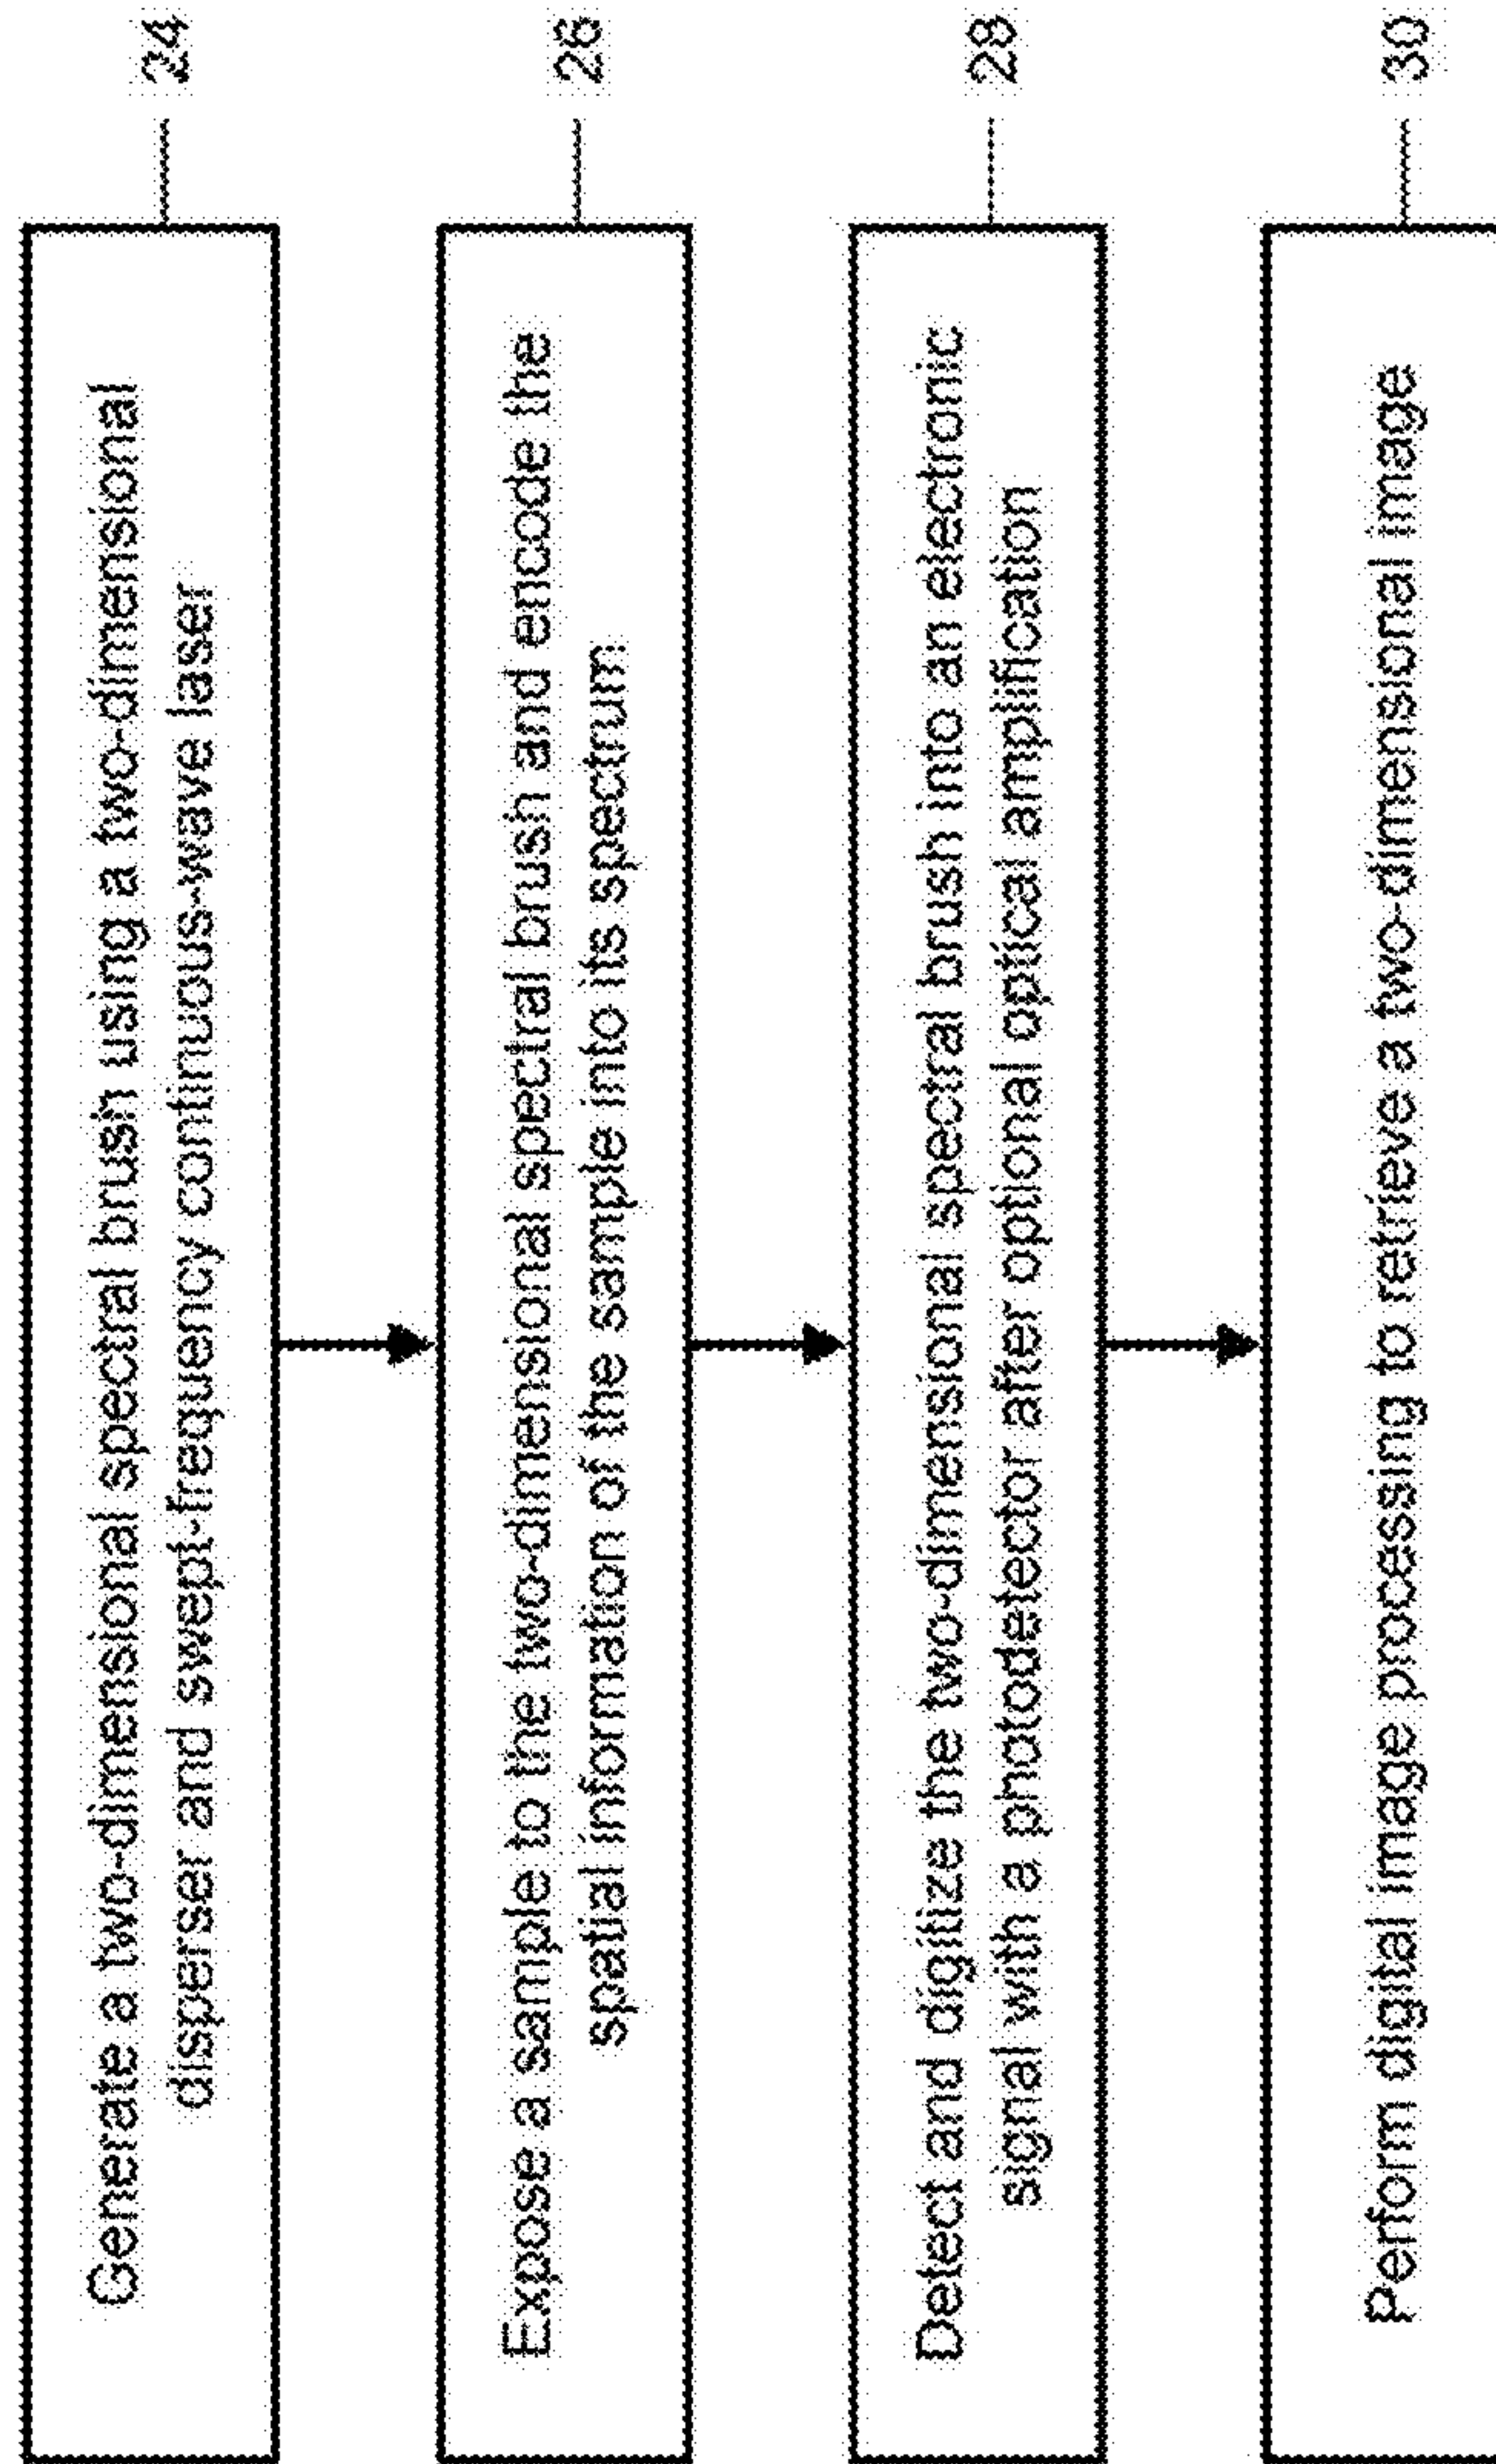 Generate a two-dimensional spectral brush using a two-dimensional
disperser and swept-frequency continuous-wave laser
24
Expose a sample to the two-dimensional spectral brush and encode the
spatial information of the sample into its spectrum
26
Detect and digitize the two-dimensional spectral brush into an electronic
signal with a photodetector after optional optical amplification
28
Perform digital image processing to retrieve a two-dimensional image
30